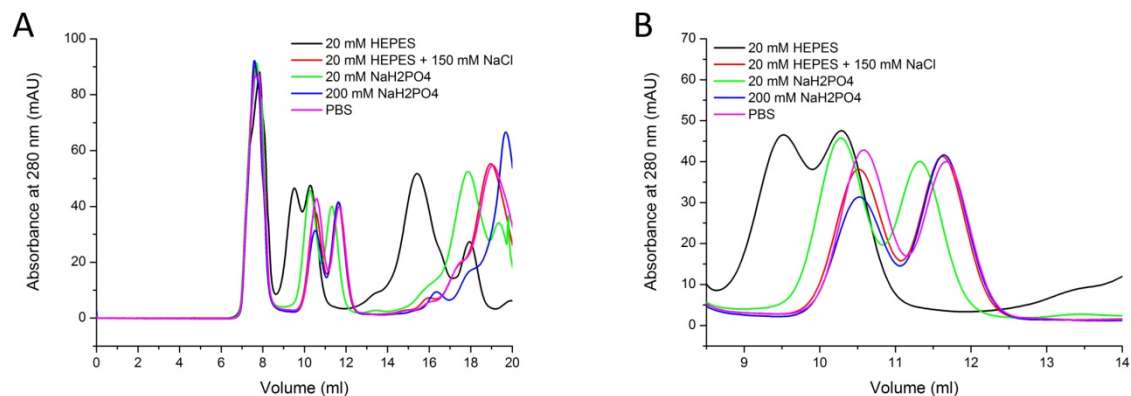 A
100
80
60
40
20
0
Absorbance at 280 nm (mAU)
20 mM HEPES
20 mM HEPES + 150 mM NaCl
20 mM NaH2PO4
200 mM NaH2PO4
PBS
0 2 4 6 8 10 12 14 16 18 20
Volume (ml)
B
70
60
50
40
30
20
10
0
Absorbance at 280 nm (mAU)
20 mM HEPES
20 mM HEPES + 150 mM NaCl
20 mM NaH2PO4
200 mM NaH2PO4
PBS
9 10 11 12 13 14
Volume (ml)